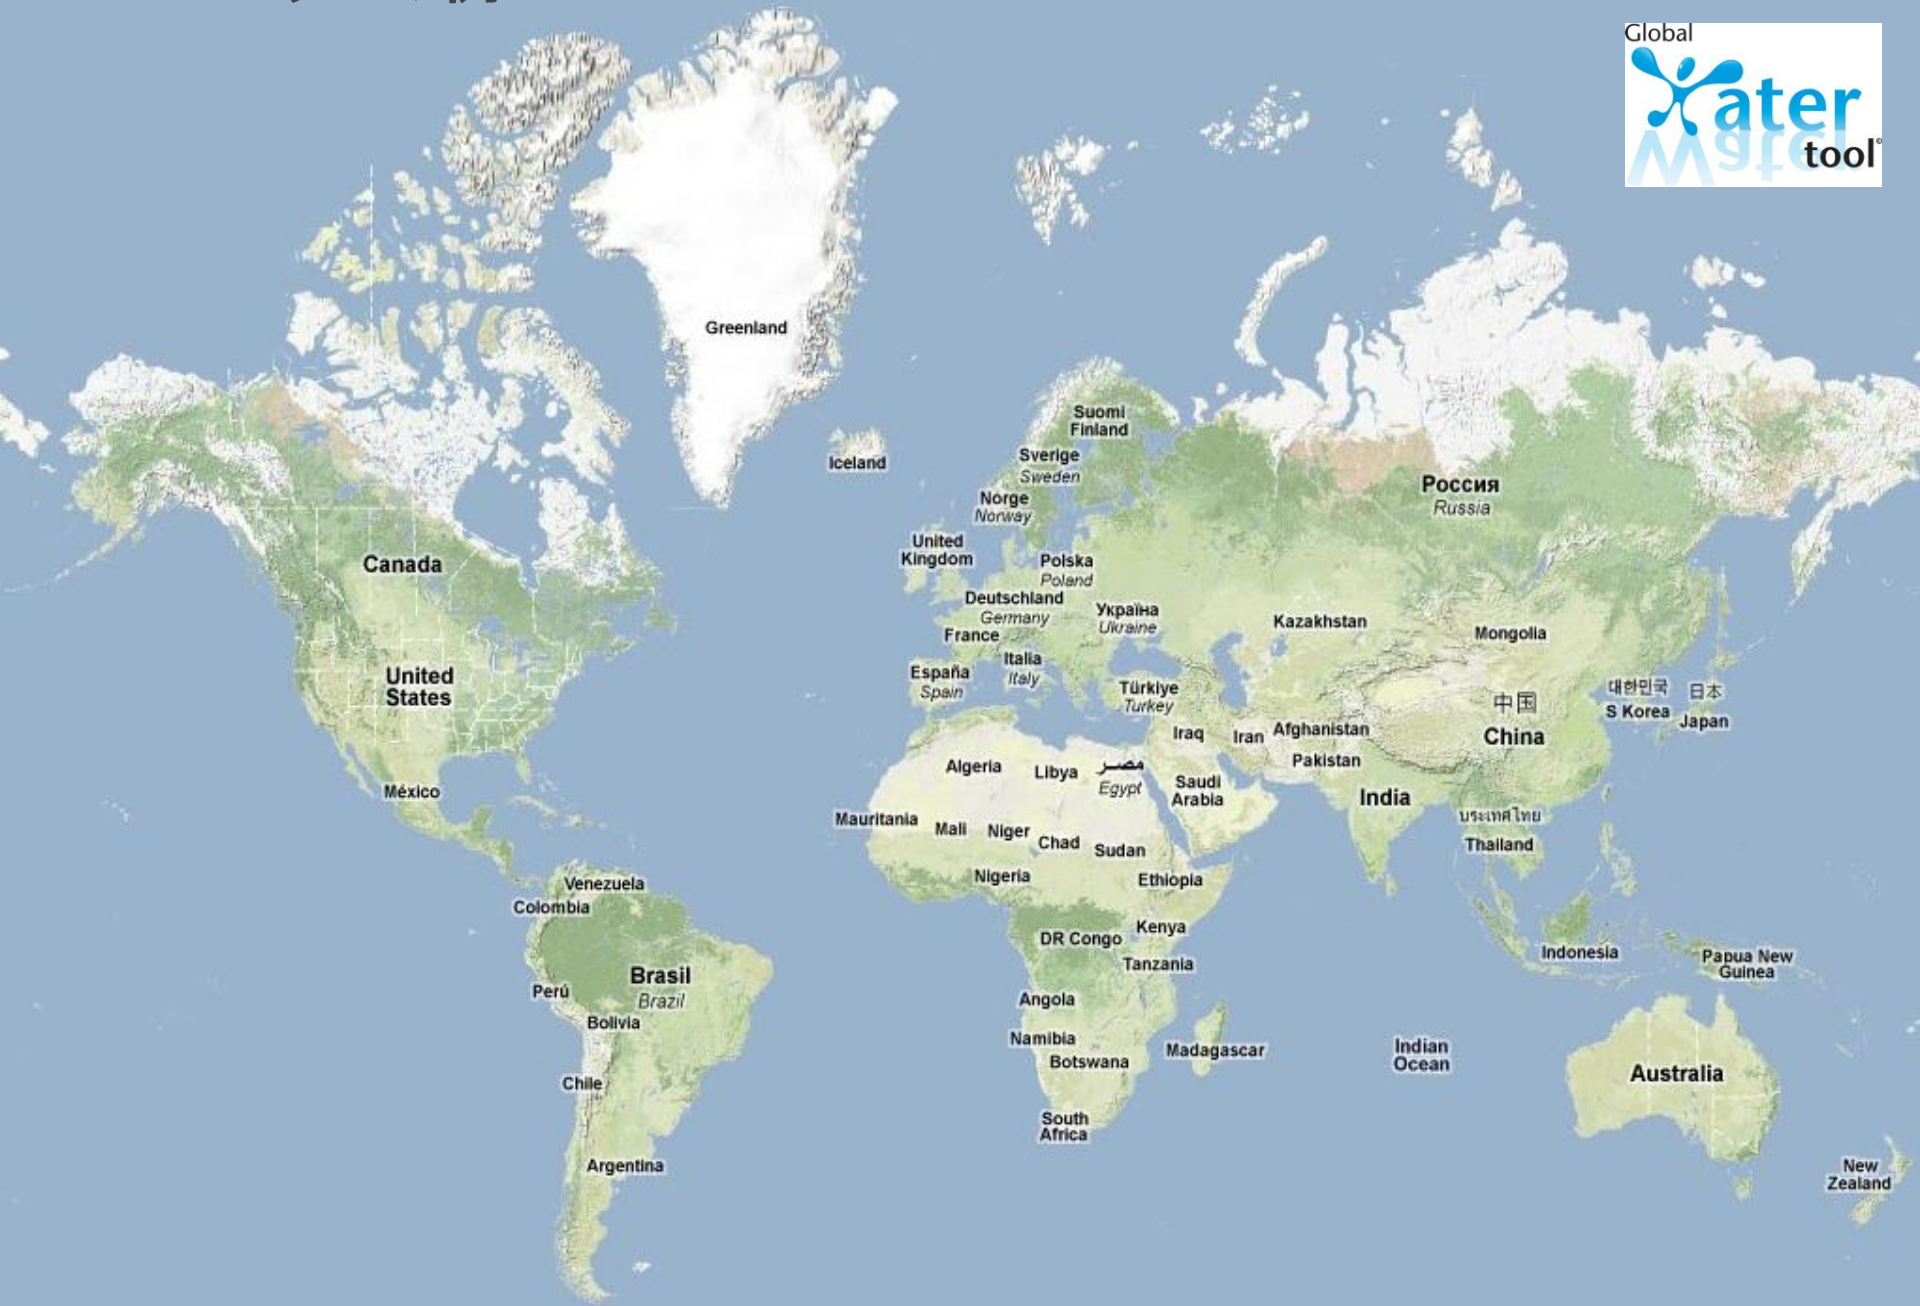 Global
Water
tool
Greenland
Iceland
Suomi
Finland
Sverige
Sweden
Norge
Norway
Россия
Russia
United
Kingdom
Polska
Poland
Deutschland
Germany
Україна
Ukraine
France
Italia
Italy
España
Spain
Türkiye
Turkey
Kazakhstan
Mongolia
Canada
United
States
México
中国
China
대한민국
S Korea
日本
Japan
Iraq
Iran
Afghanistan
Pakistan
Algeria
Libya
مصر
Egypt
Saudi
Arabia
India
ประเทศไทย
Thailand
Mauritania
Mali
Niger
Chad
Sudan
Nigeria
Ethiopia
Venezuela
Colombia
DR Congo
Kenya
Tanzania
Indonesia
Papua New
Guinea
Brasil
Brazil
Perú
Bolivia
Angola
Namibia
Botswana
Madagascar
Indian
Ocean
Australia
Chile
South
Africa
Argentina
New
Zealand